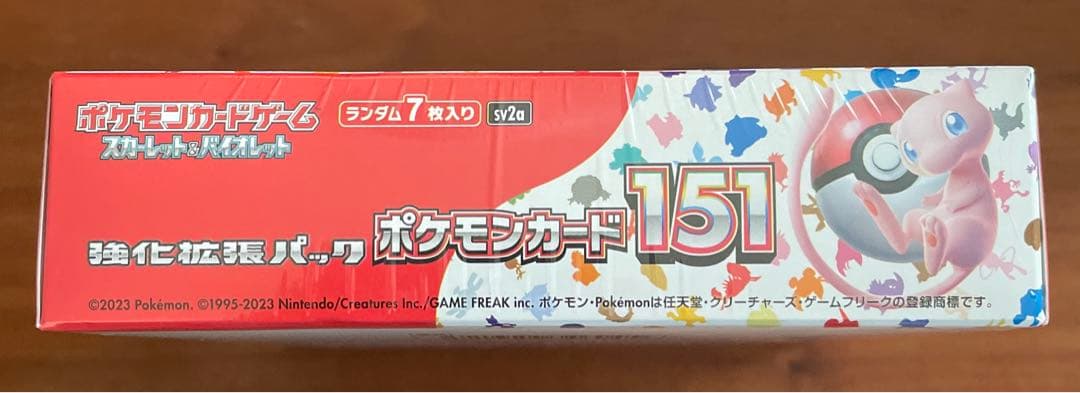 ポケモンカードゲーム
スカーレット&バイオレット
ランダム7枚入り sv2a
強化拡張パック ポケモンカード151
©2023 Pokémon. ©1995-2023 Nintendo/Creatures Inc./GAME FREAK inc. ポケモン・Pokémonは任天堂・クリーチャーズ・ゲームフリークの登録商標です。